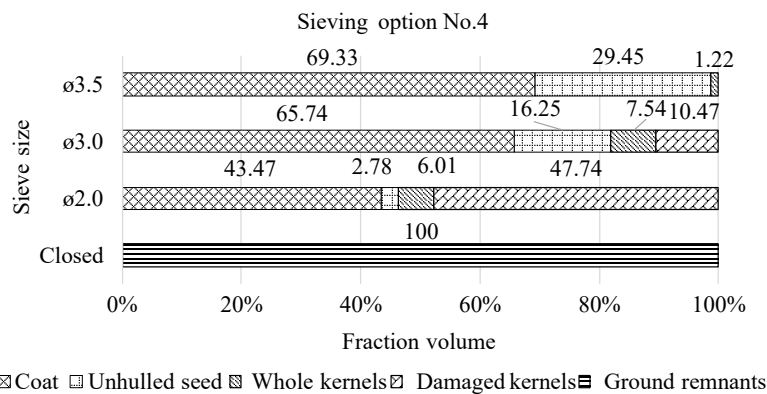 Sieving option No.4
69.33 29.45 1.22
ø3.5
65.74 16.25 7.54 10.47
ø3.0
43.47 2.78 6.01 47.74
ø2.0
100
Closed
0% 20% 40% 60% 80% 100%
Sieve size
Fraction volume
Coat Unhulled seed Whole kernels Damaged kernels Ground remnants